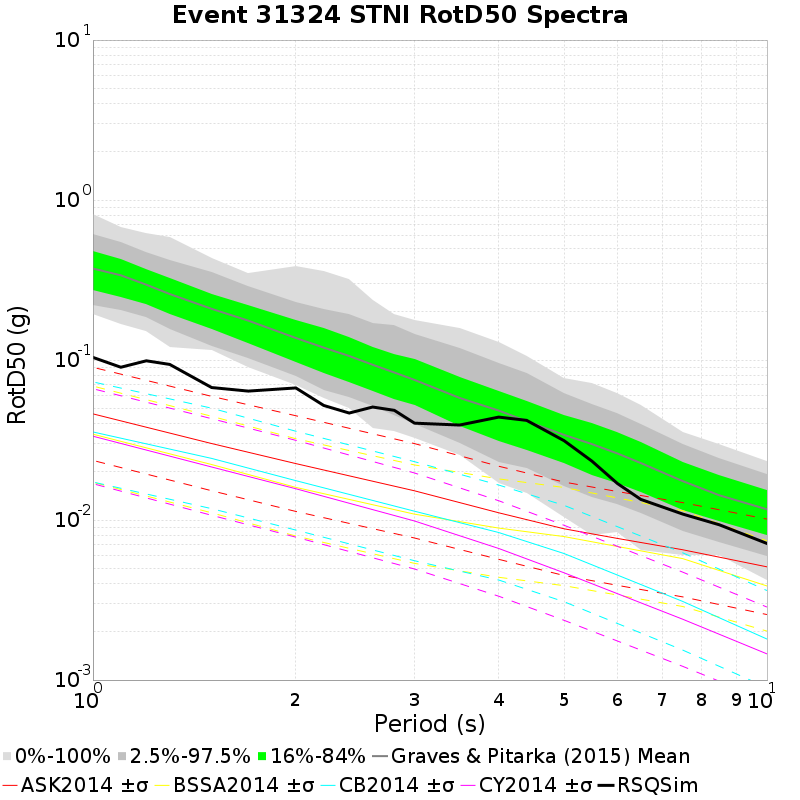 Event 31324 STNI RotD50 Spectra
10^1
10^0
10^-1
10^-2
10^-3
RotD50 (g)
10^0 2 3 4 5 6 7 8 9 10^1
Period (s)
0%-100% 2.5%-97.5% 16%-84% Graves & Pitarka (2015) Mean
ASK2014 ±σ BSSA2014 ±σ CB2014 ±σ CY2014 ±σ RSQSim